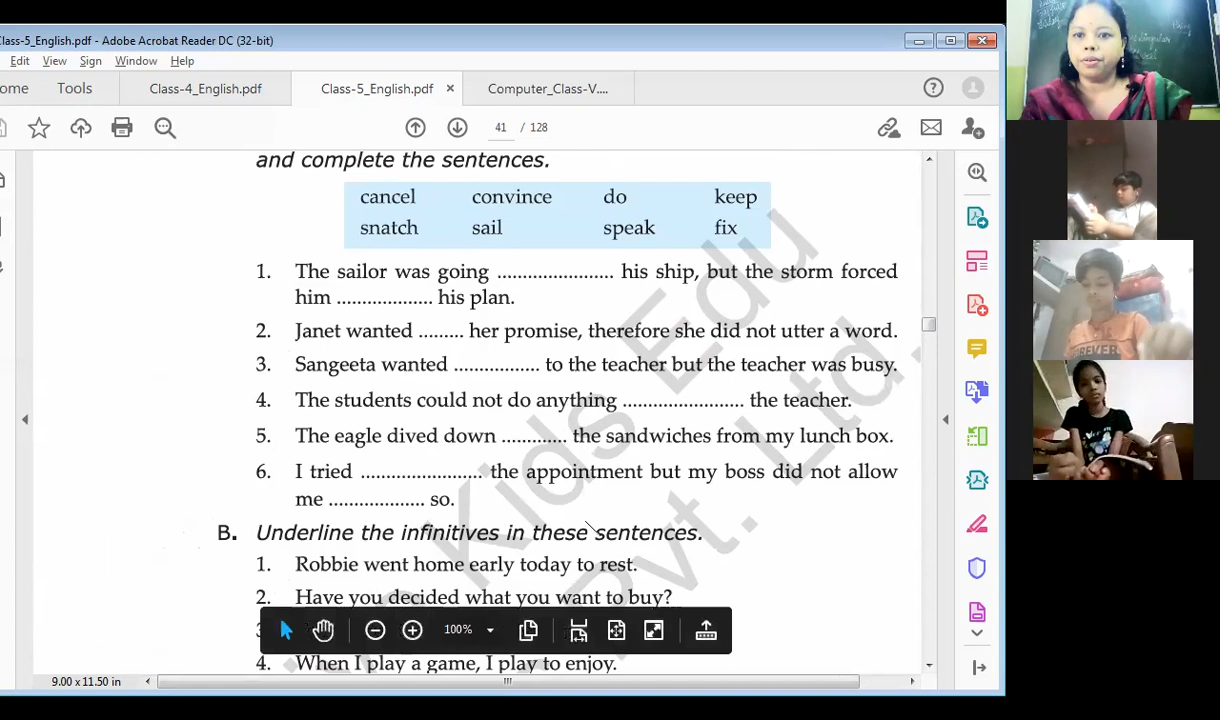 Class-5_English.pdf - Adobe Acrobat Reader DC (32-bit)
Edit View Sign Window Help
ome Tools Class-4_English.pdf Class-5_English.pdf × Computer_Class-V....
41 / 128
and complete the sentences.
cancel convince do keep
snatch sail speak fix
1. The sailor was going ...................... his ship, but the storm forced
him ................... his plan.
2. Janet wanted ......... her promise, therefore she did not utter a word.
3. Sangeeta wanted ................. to the teacher but the teacher was busy.
4. The students could not do anything ........................ the teacher.
5. The eagle dived down ............. the sandwiches from my lunch box.
6. I tried ........................ the appointment but my boss did not allow
me ................... so.
B. Underline the infinitives in these sentences.
1. Robbie went home early today to rest.
2. Have you decided what you want to buy?
3
100%
4. When I play a game, I play to enjoy.
9.00 x 11.50 in
Kids Edu
Pvt. Ltd.